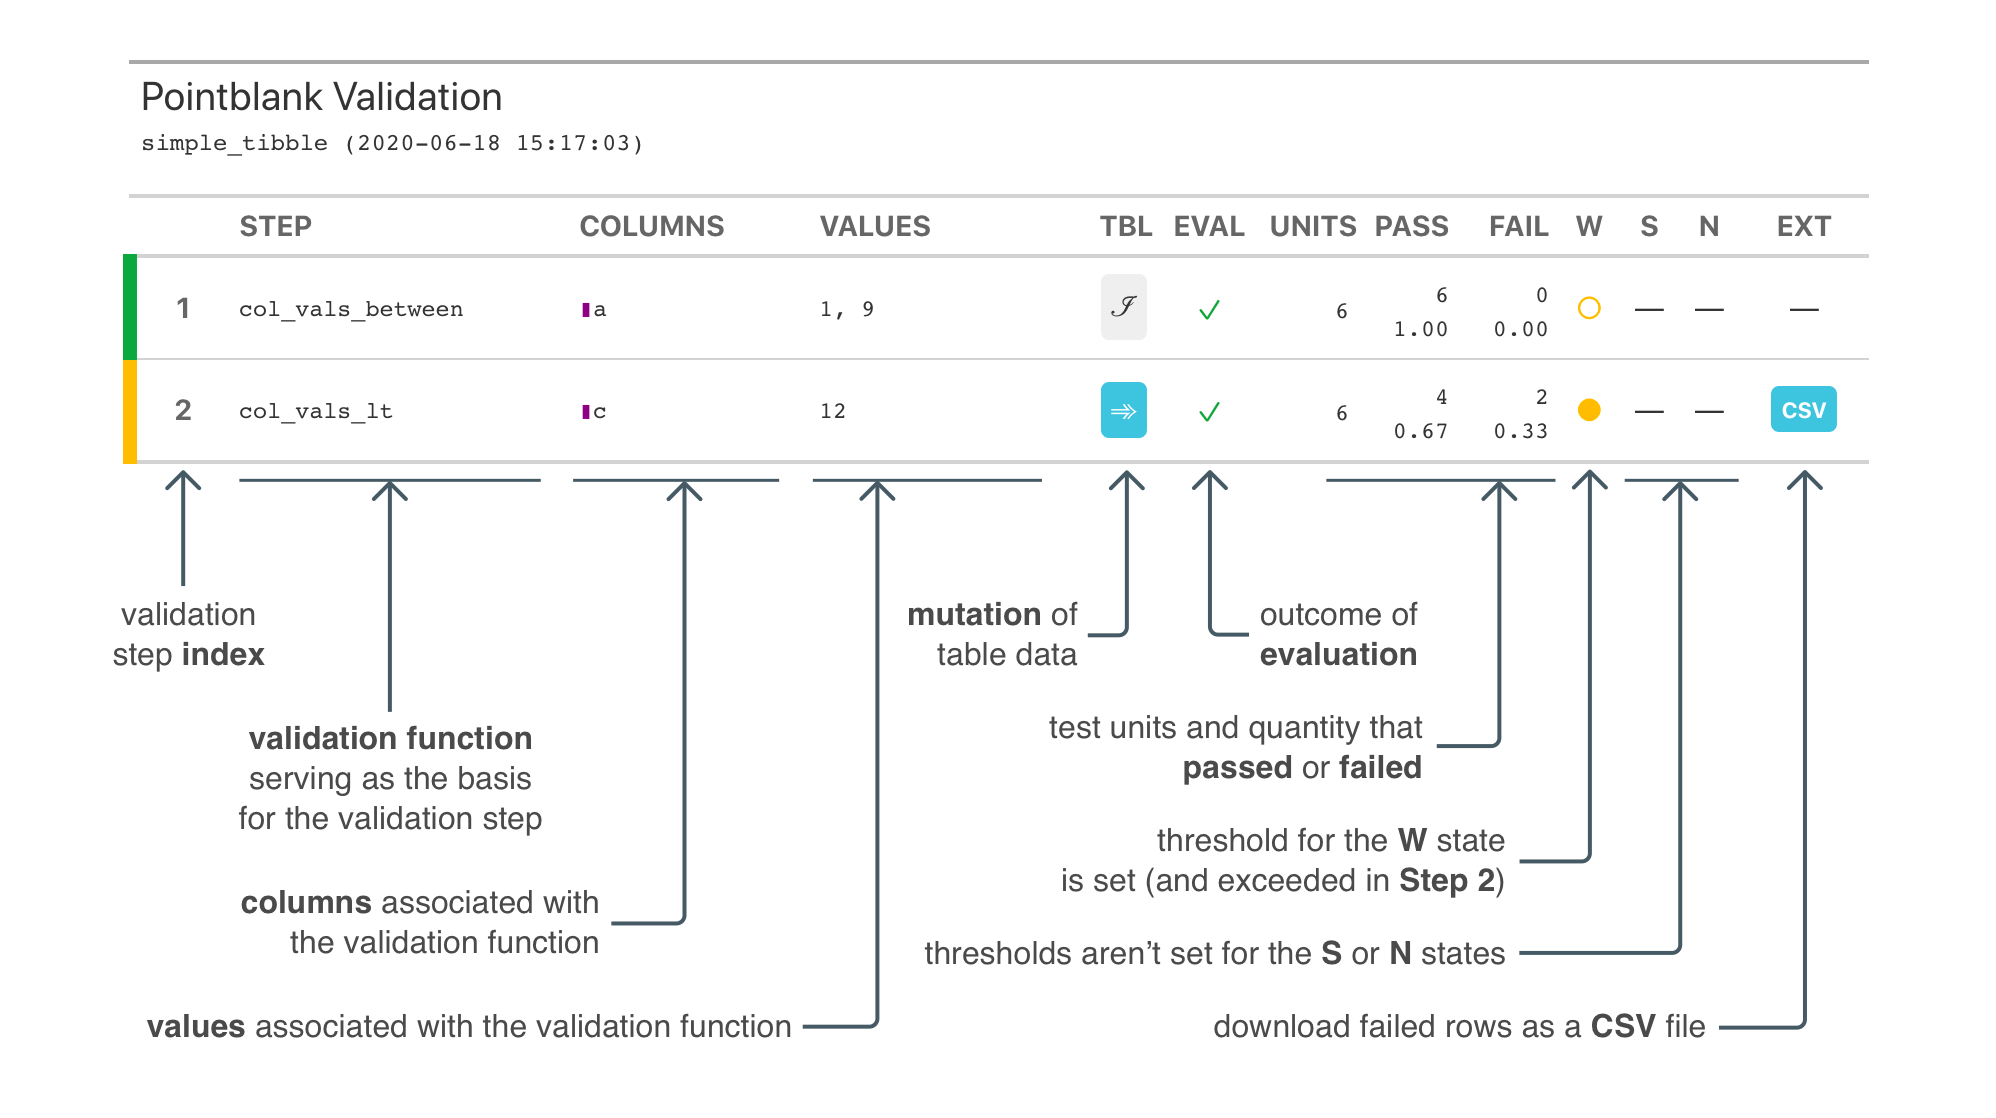 Pointblank Validation
simple_tibble (2020-06-18 15:17:03)
STEP COLUMNS VALUES TBL EVAL UNITS PASS FAIL W S N EXT
1 col_vals_between a 1, 9 ℐ ✓ 6 6 0 — — —
1.00 0.00
2 col_vals_lt c 12 ✓ 6 4 2 — — CSV
0.67 0.33
validation
step index
mutation of
table data
outcome of
evaluation
validation function
serving as the basis
for the validation step
test units and quantity that
passed or failed
threshold for the W state
is set (and exceeded in Step 2)
columns associated with
the validation function
thresholds aren’t set for the S or N states
values associated with the validation function
download failed rows as a CSV file